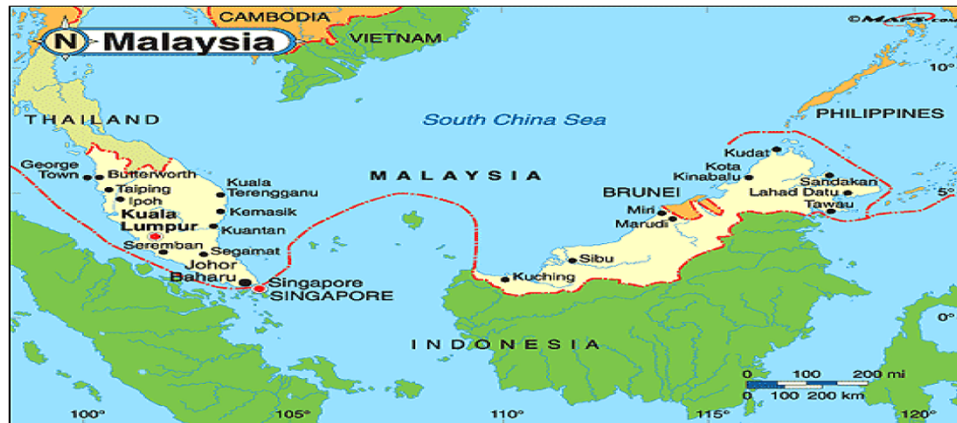 CAMBODIA
©MAPS.COM
N Malaysia
VIETNAM
10°
PHILIPPINES
THAILAND
South China Sea
Kudat
George
Town
Butterworth
MALAYSIA
Kota
Kinabalu
Taiping
Kuala
Terengganu
BRUNEI
Sandakan
Ipoh
Lahad Datu
5°
Kuala
Lumpur
Kemasik
Miri
Tawau
Marudi
Kuantan
Seremban
Segamat
Sibu
Johor
Baharu
Singapore
SINGAPORE
Kuching
0°
INDONESIA
0 100 200 mi
0 100 200 km
100°
105°
110°
115°
120°